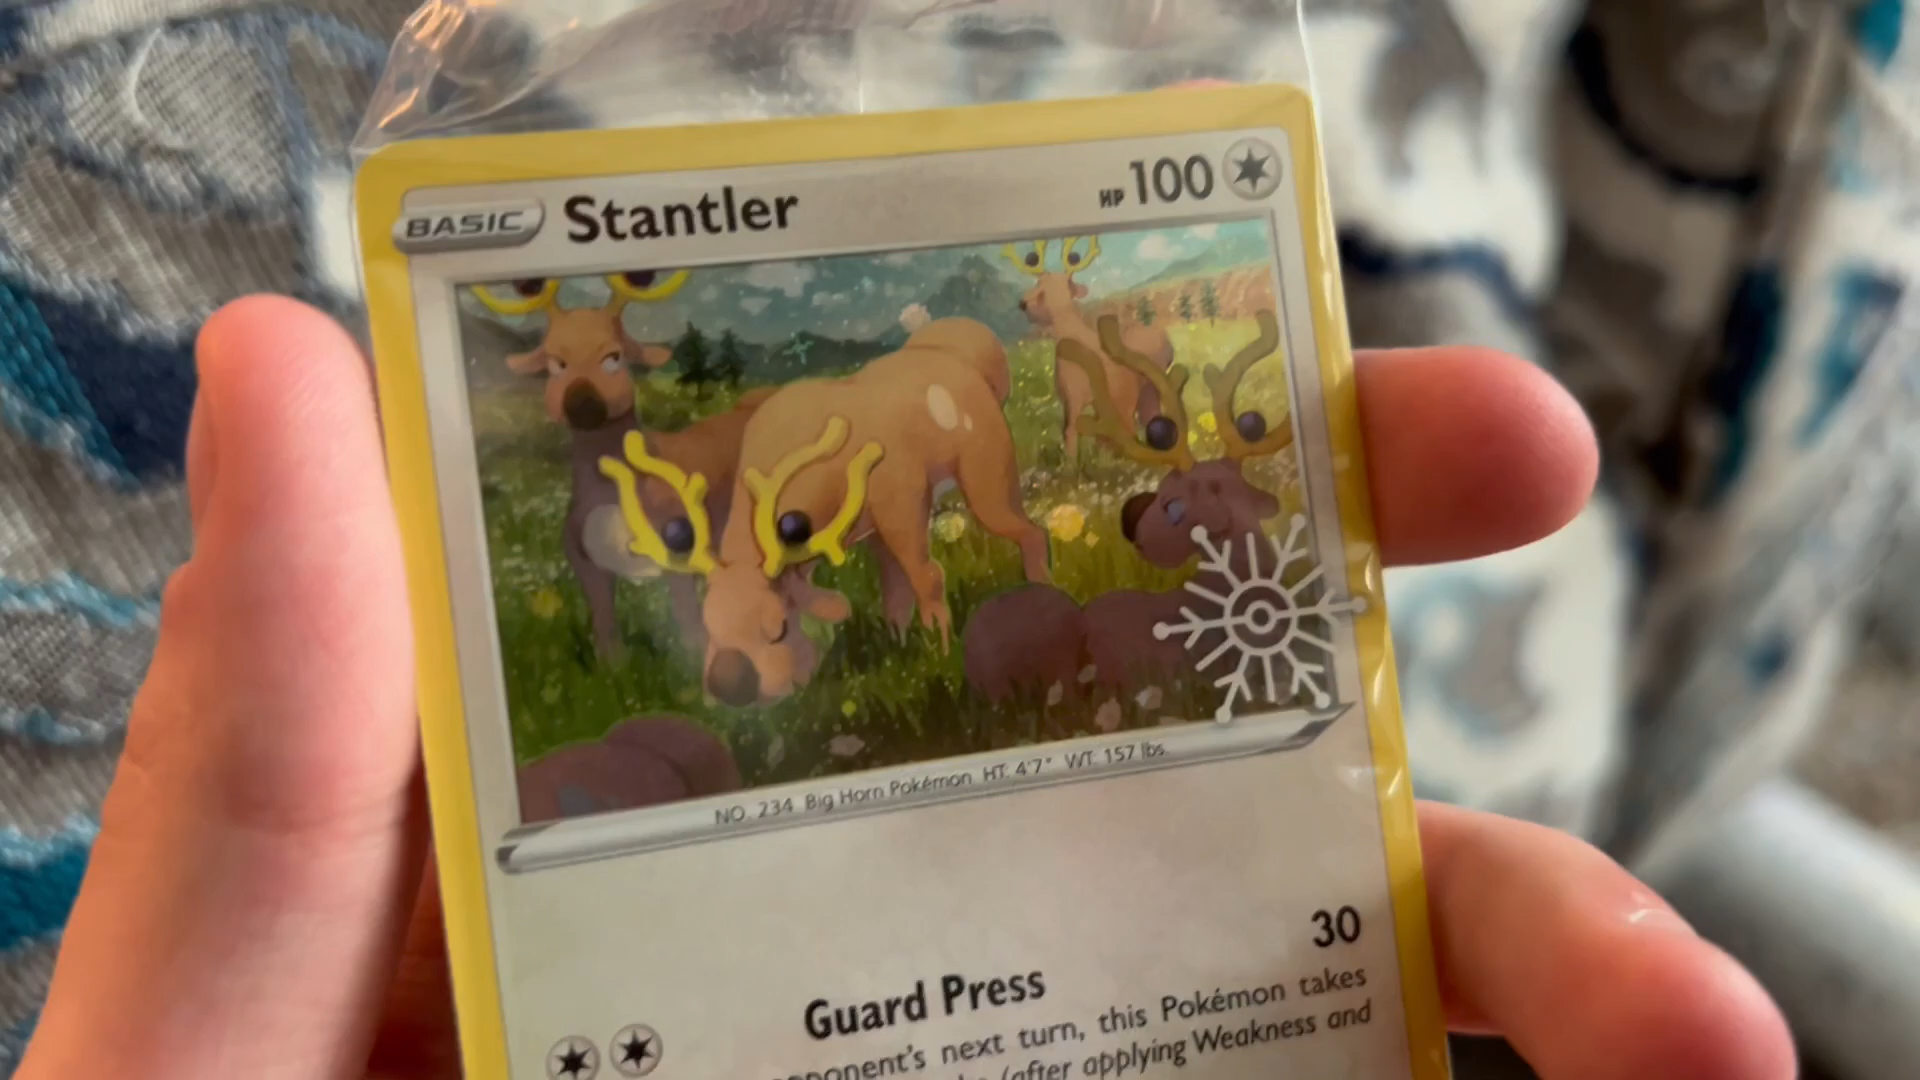 BASIC Stantler HP 100
NO. 234 Big Horn Pokémon HT: 4'7" WT: 157 lbs.
Guard Press 30
next turn, this Pokémon takes
(after applying Weakness and